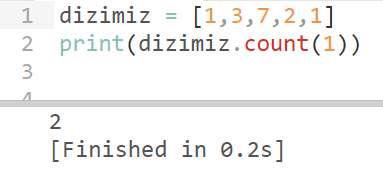 1 dizimiz = [1,3,7,2,1]
2 print(dizimiz.count(1))
3
4
2
[Finished in 0.2s]